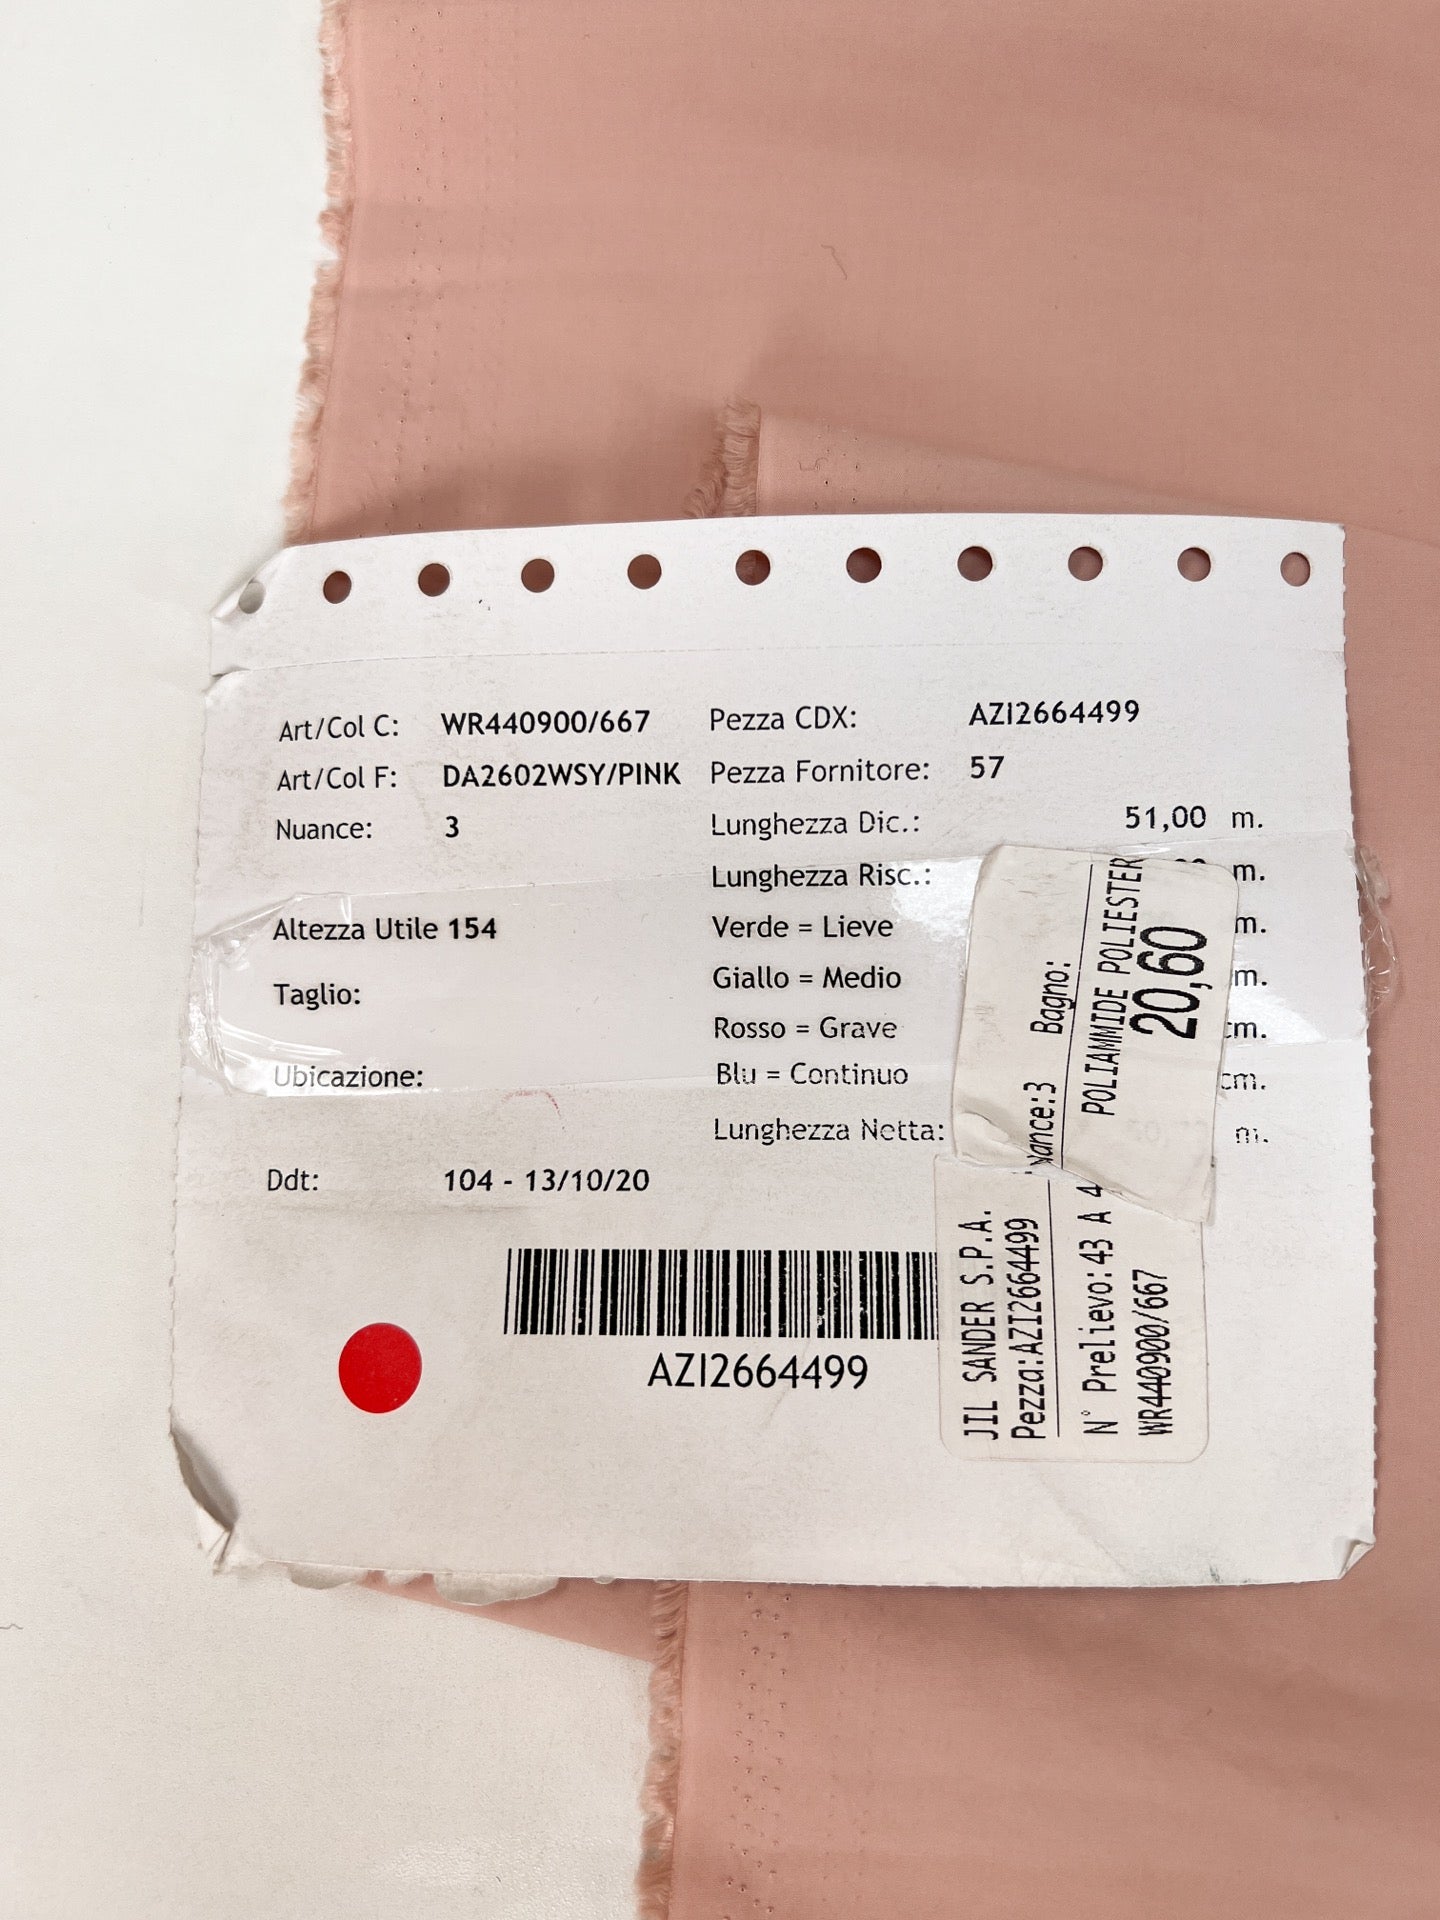 Art/Col C: WR440900/667 Pezza CDX: AZI2664499
Art/Col F: DA2602WSY/PINK Pezza Fornitore: 57
Nuance: 3 Lunghezza Dic.: 51,00 m.
Lunghezza Risc.: m.
Altezza Utile 154 Verde = Lieve m.
Taglio: Giallo = Medio m.
Rosso = Grave cm.
Ubicazione: Blu = Continuo cm.
Lunghezza Netta: m.
Ddt: 104 - 13/10/20
AZI2664499
JIL SANDER S.P.A.
Pezza:AZI2664499
N° Prelievo:43 A 4
WR440900/667
Bagno:
POLIAMMIDE POLIESTER
20,60